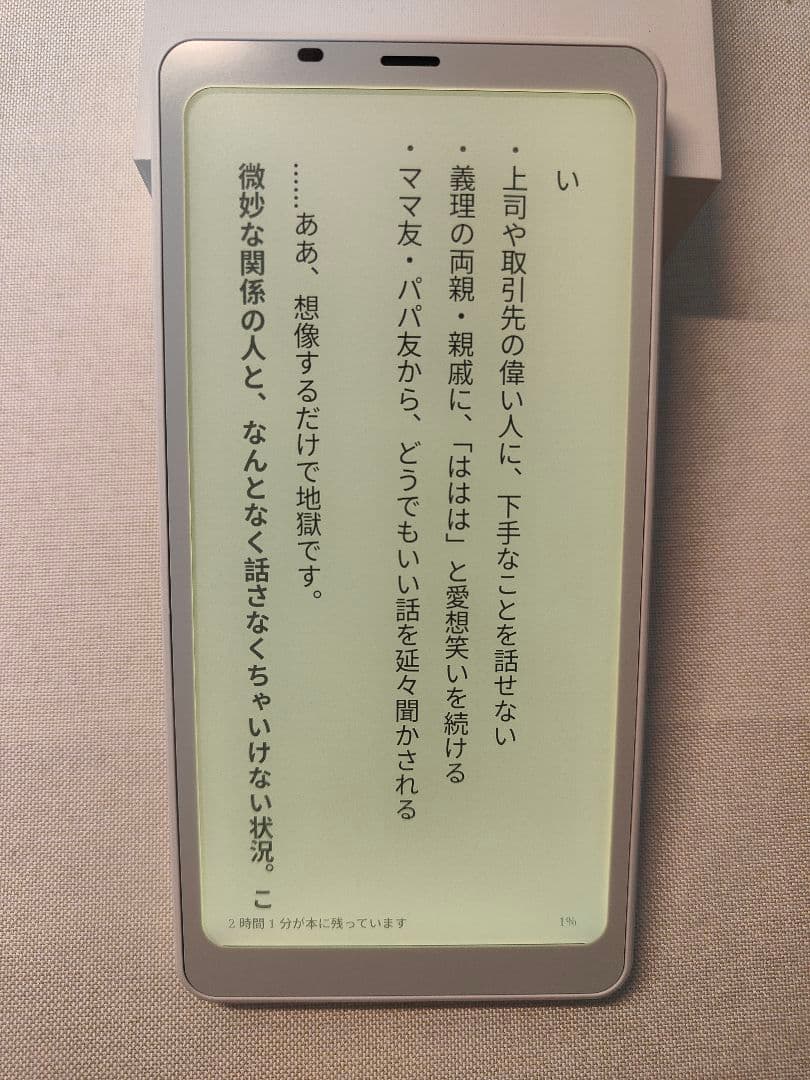 い
・上司や取引先の偉い人に、下手なことを話せない
・義理の両親・親戚に、「ははは」と愛想笑いを続ける
・ママ友・パパ友から、どうでもいい話を延々聞かされる
……ああ、想像するだけで地獄です。
微妙な関係の人と、なんとなく話さなくちゃいけない状況。こ
2 時間 1 分が本に残っています
1%